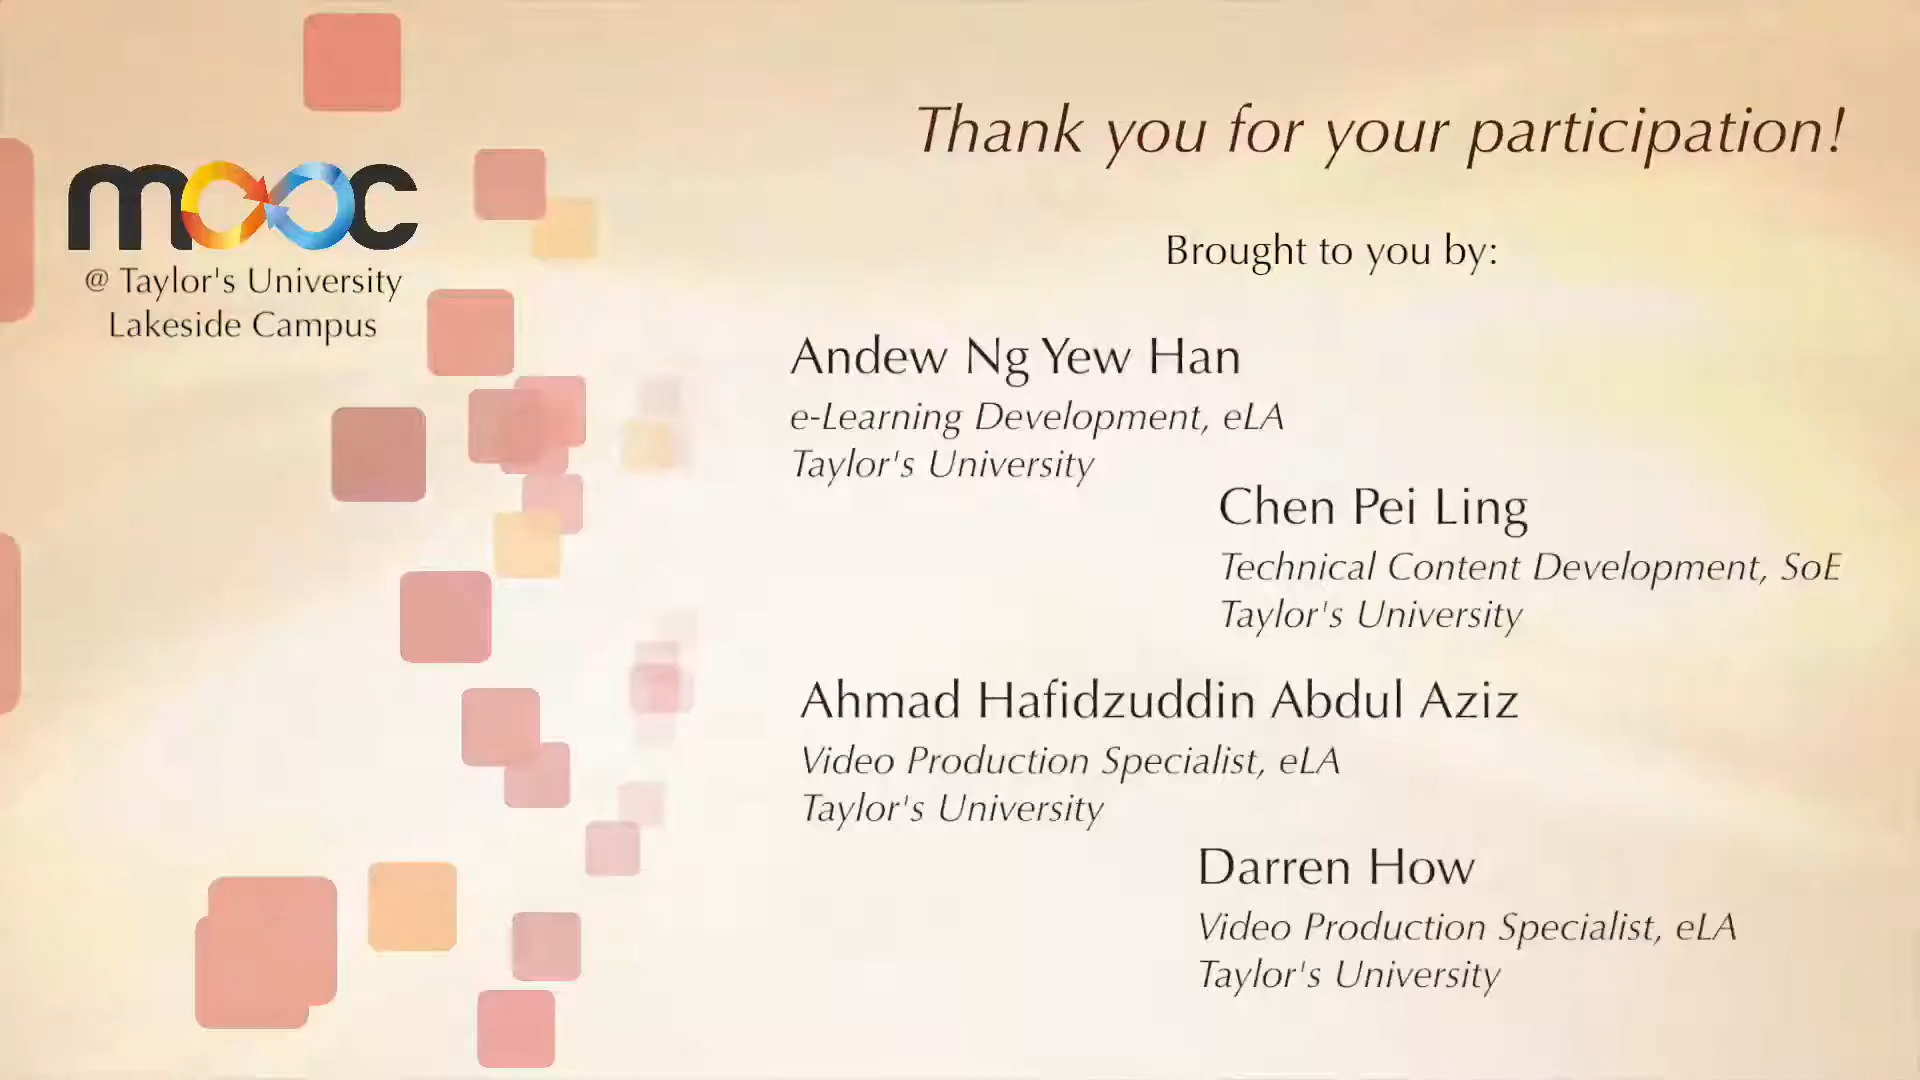 Thank you for your participation!
mooc
@ Taylor's University
Lakeside Campus
Brought to you by:
Andew Ng Yew Han
e-Learning Development, eLA
Taylor's University
Chen Pei Ling
Technical Content Development, SoE
Taylor's University
Ahmad Hafidzuddin Abdul Aziz
Video Production Specialist, eLA
Taylor's University
Darren How
Video Production Specialist, eLA
Taylor's University